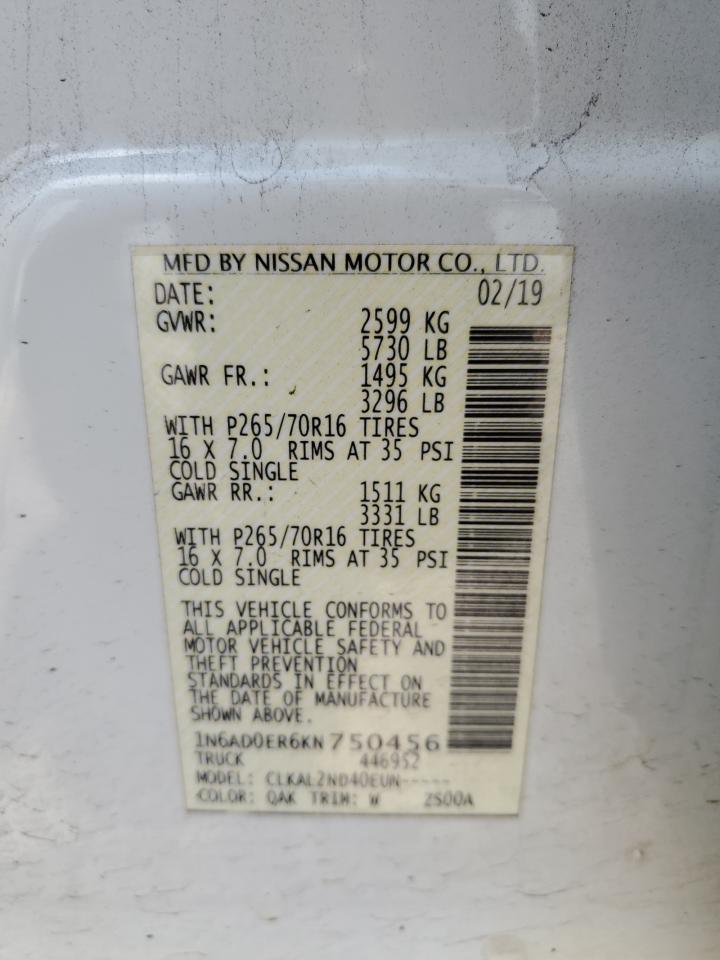 MFD BY NISSAN MOTOR CO., LTD.
DATE: 02/19
GVWR: 2599 KG
5730 LB
GAWR FR.: 1495 KG
3296 LB
WITH P265/70R16 TIRES
16 X 7.0 RIMS AT 35 PSI
COLD SINGLE
GAWR RR.: 1511 KG
3331 LB
WITH P265/70R16 TIRES
16 X 7.0 RIMS AT 35 PSI
COLD SINGLE
THIS VEHICLE CONFORMS TO
ALL APPLICABLE FEDERAL
MOTOR VEHICLE SAFETY AND
THEFT PREVENTION
STANDARDS IN EFFECT ON
THE DATE OF MANUFACTURE
SHOWN ABOVE.
1N6AD0ER6KN750456
TRUCK 446952
MODEL: CLKAL2ND40EUN-----
COLOR: QAK TRIM: W 2S00A